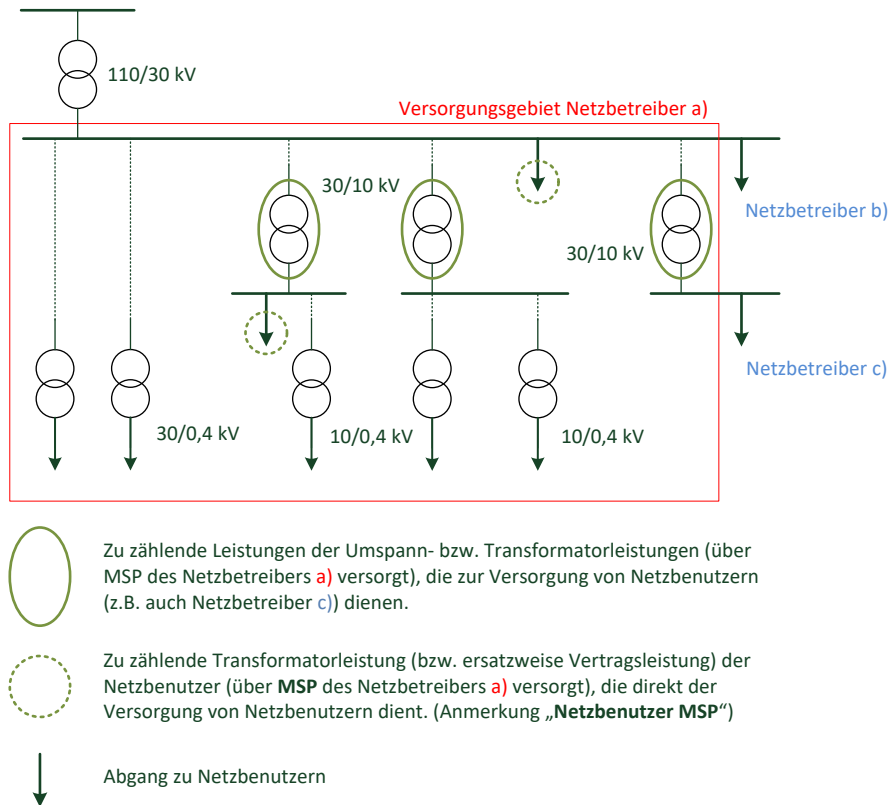 110/30 kV
Versorgungsgebiet Netzbetreiber a)
30/10 kV
Netzbetreiber b)
30/10 kV
Netzbetreiber c)
30/0,4 kV
10/0,4 kV
10/0,4 kV
Zu zählende Leistungen der Umspann- bzw. Transformatorleistungen (über
MSP des Netzbetreibers a) versorgt), die zur Versorgung von Netzbenutzern
(z.B. auch Netzbetreiber c)) dienen.
Zu zählende Transformatorleistung (bzw. ersatzweise Vertragsleistung) der
Netzbenutzer (über MSP des Netzbetreibers a) versorgt), die direkt der
Versorgung von Netzbenutzern dient. (Anmerkung „Netzbenutzer MSP“)
Abgang zu Netzbenutzern